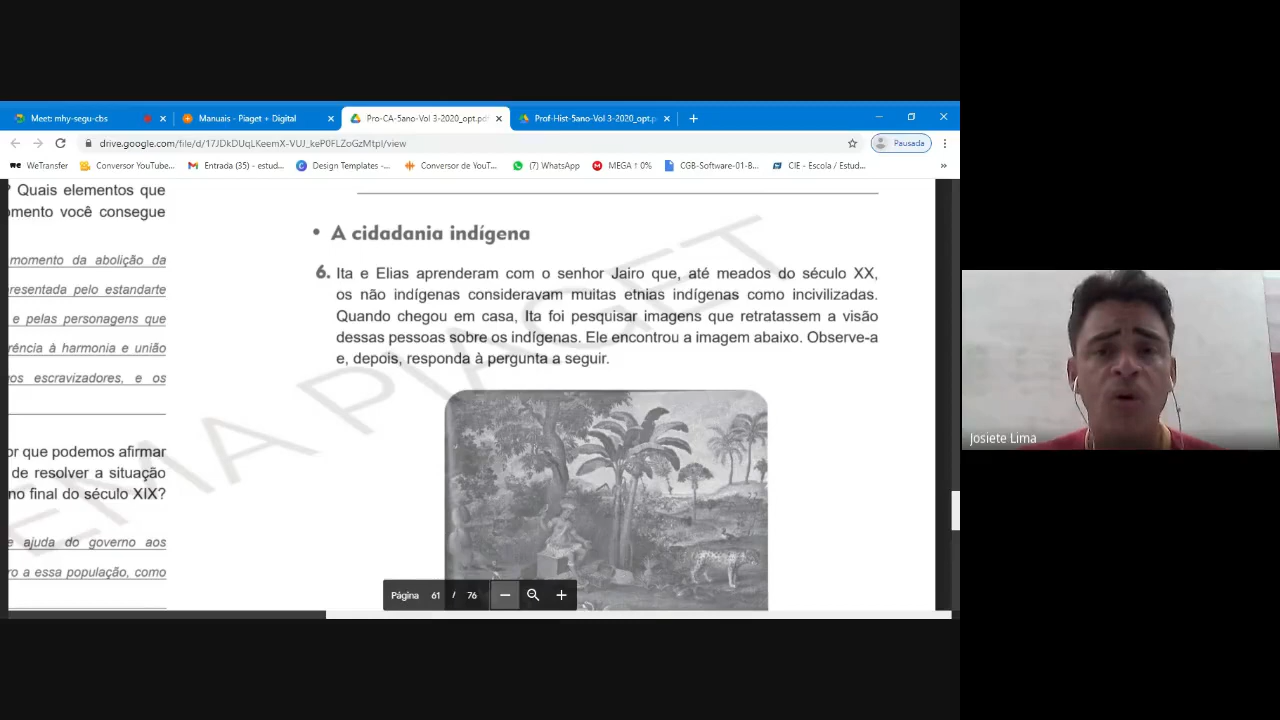 Meet: mhy-segu-cbs
Manuais - Piaget + Digital
Pro-CA-5ano-Vol 3-2020_opt.pdf
Prof-Hist-5ano-Vol 3-2020_opt.p
drive.google.com/file/d/17JDkDUqLKeemX-VUJ_keP0FLZoGzMtpI/view
Pausada
WeTransfer
Conversor YouTube...
Entrada (35) - estud...
Design Templates -...
Conversor de YouT...
(7) WhatsApp
MEGA ↑ 0%
CGB-Software-01-B...
CIE - Escola / Estud...
»
? Quais elementos que
omento você consegue
momento da abolição da
presentada pelo estandarte
e pelas personagens que
rência à harmonia e união
os escravizadores, e os
or que podemos afirmar
de resolver a situação
no final do século XIX?
e ajuda do governo aos
ro a essa população, como
• A cidadania indígena
6. Ita e Elias aprenderam com o senhor Jairo que, até meados do século XX,
os não indígenas consideravam muitas etnias indígenas como incivilizadas.
Quando chegou em casa, Ita foi pesquisar imagens que retratassem a visão
dessas pessoas sobre os indígenas. Ele encontrou a imagem abaixo. Observe-a
e, depois, responda à pergunta a seguir.
EMA PIAGET
Página 61 / 76
Josiete Lima